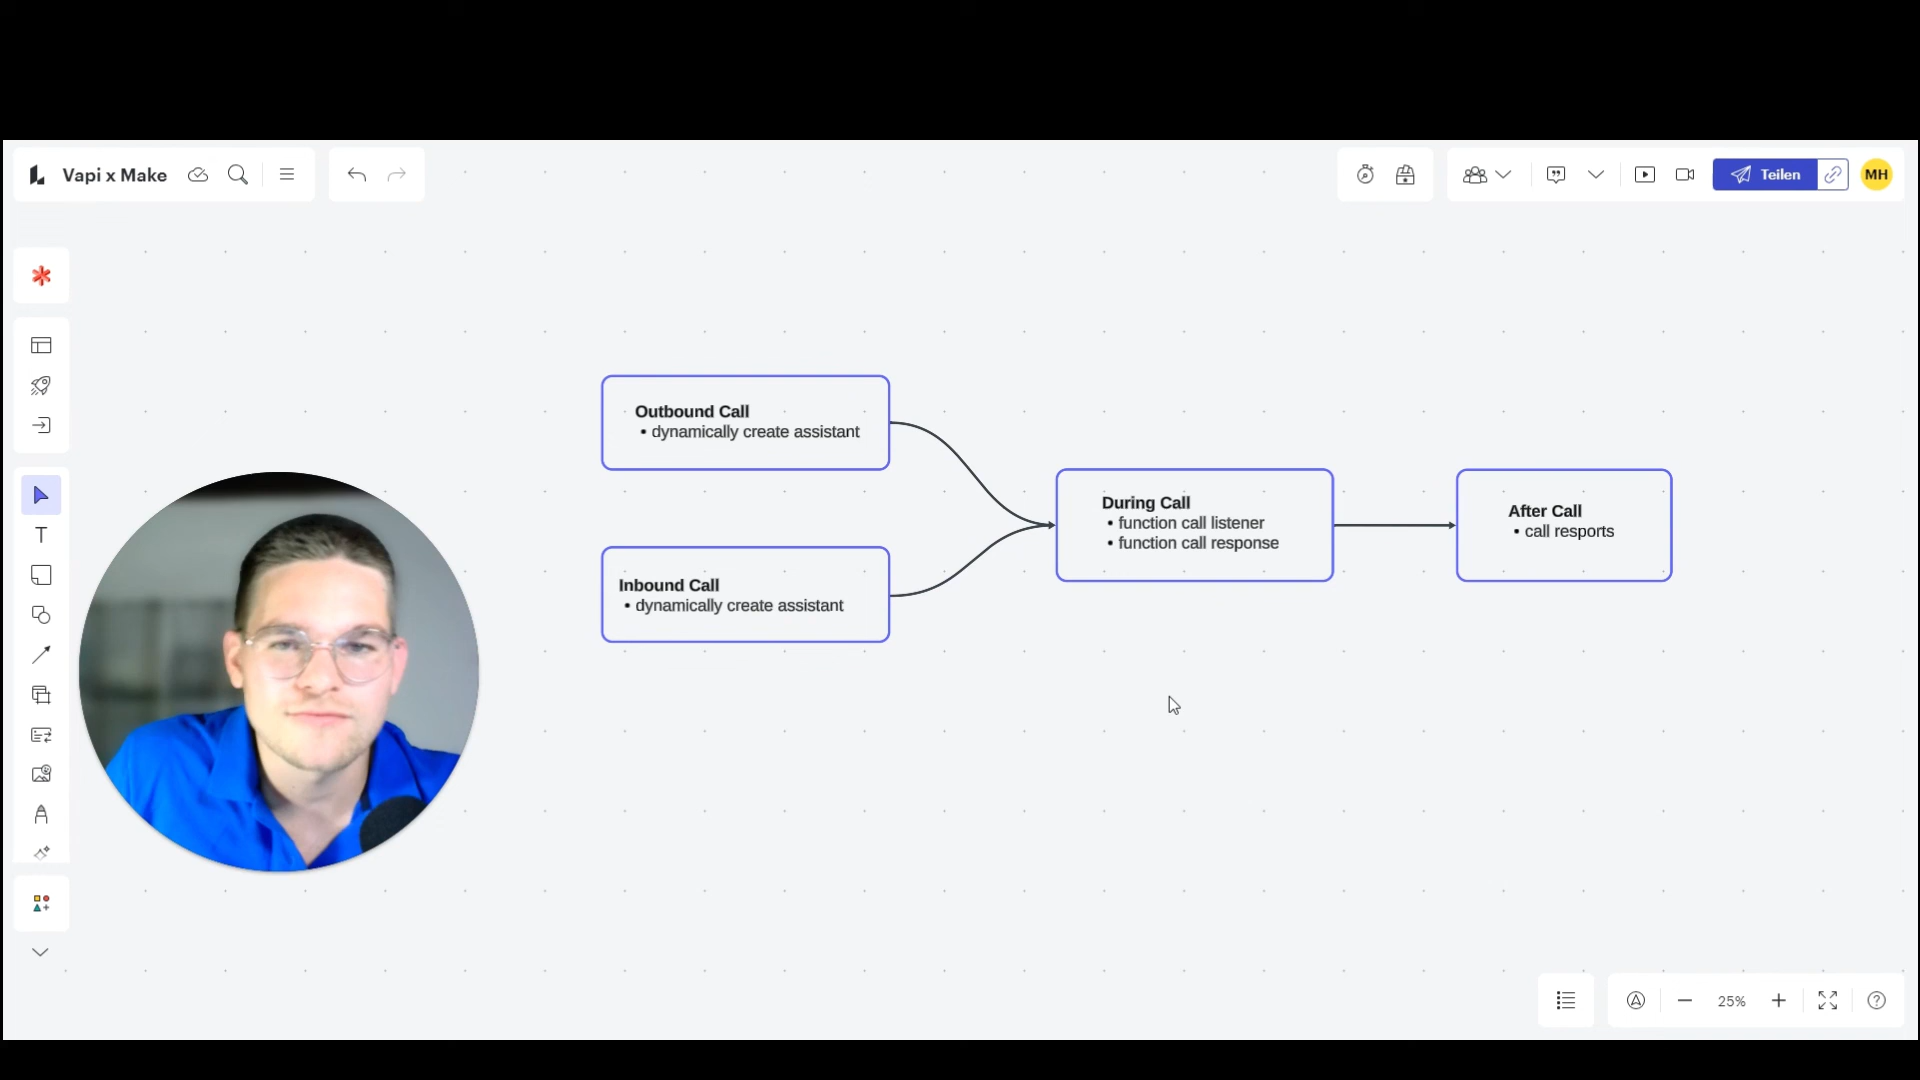 Vapi x Make
Teilen
MH
Outbound Call
• dynamically create assistant
Inbound Call
• dynamically create assistant
During Call
• function call listener
• function call response
After Call
• call resports
25%